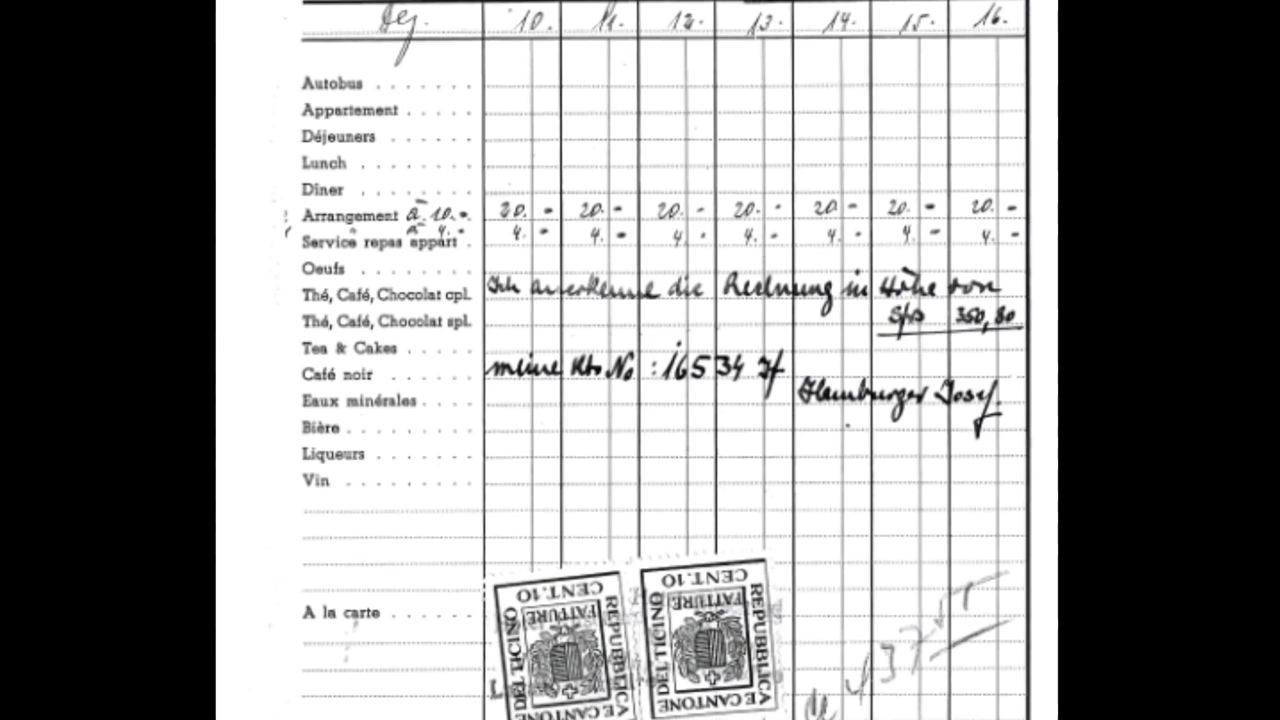 Dez. 10. 11. 12. 13. 14. 15. 16.
Autobus
Appartement
Déjeuners
Lunch
Dîner
Arrangement à 10.- 20. - 20. - 20. - 20. - 20. - 20. - 20. -
Service repas appart. à 4. - 4. - 4. - 4. - 4. - 4. - 4. - 4. -
Oeufs
Ich anerkenne die Rechnung in Höhe von
Thé, Café, Chocolat cpl.
Thé, Café, Chocolat spl. Sfrs 350,80
Tea & Cakes
Café noir meine Kto No : 16534 If
Eaux minérales Hamburger Josef.
Bière
Liqueurs
Vin
A la carte
CENT. 10
FATTURE
REPUBBLICA
E CANTONE
DEL TICINO
CENT. 10
FATTURE
REPUBBLICA
E CANTONE
DEL TICINO